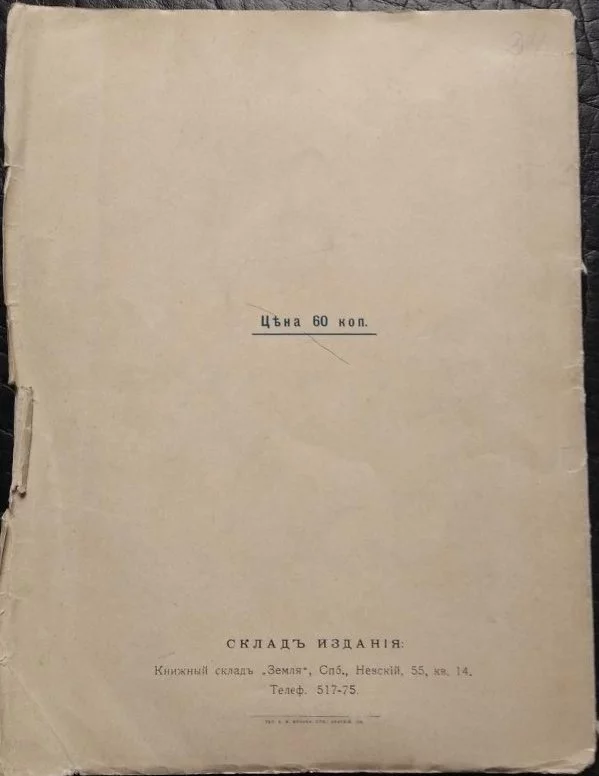 Цѣна 60 коп.
СКЛАДЪ ИЗДАНІЯ:
Книжный складъ „Земля", Спб., Невскій, 55, кв. 14.
Телеф. 517-75.